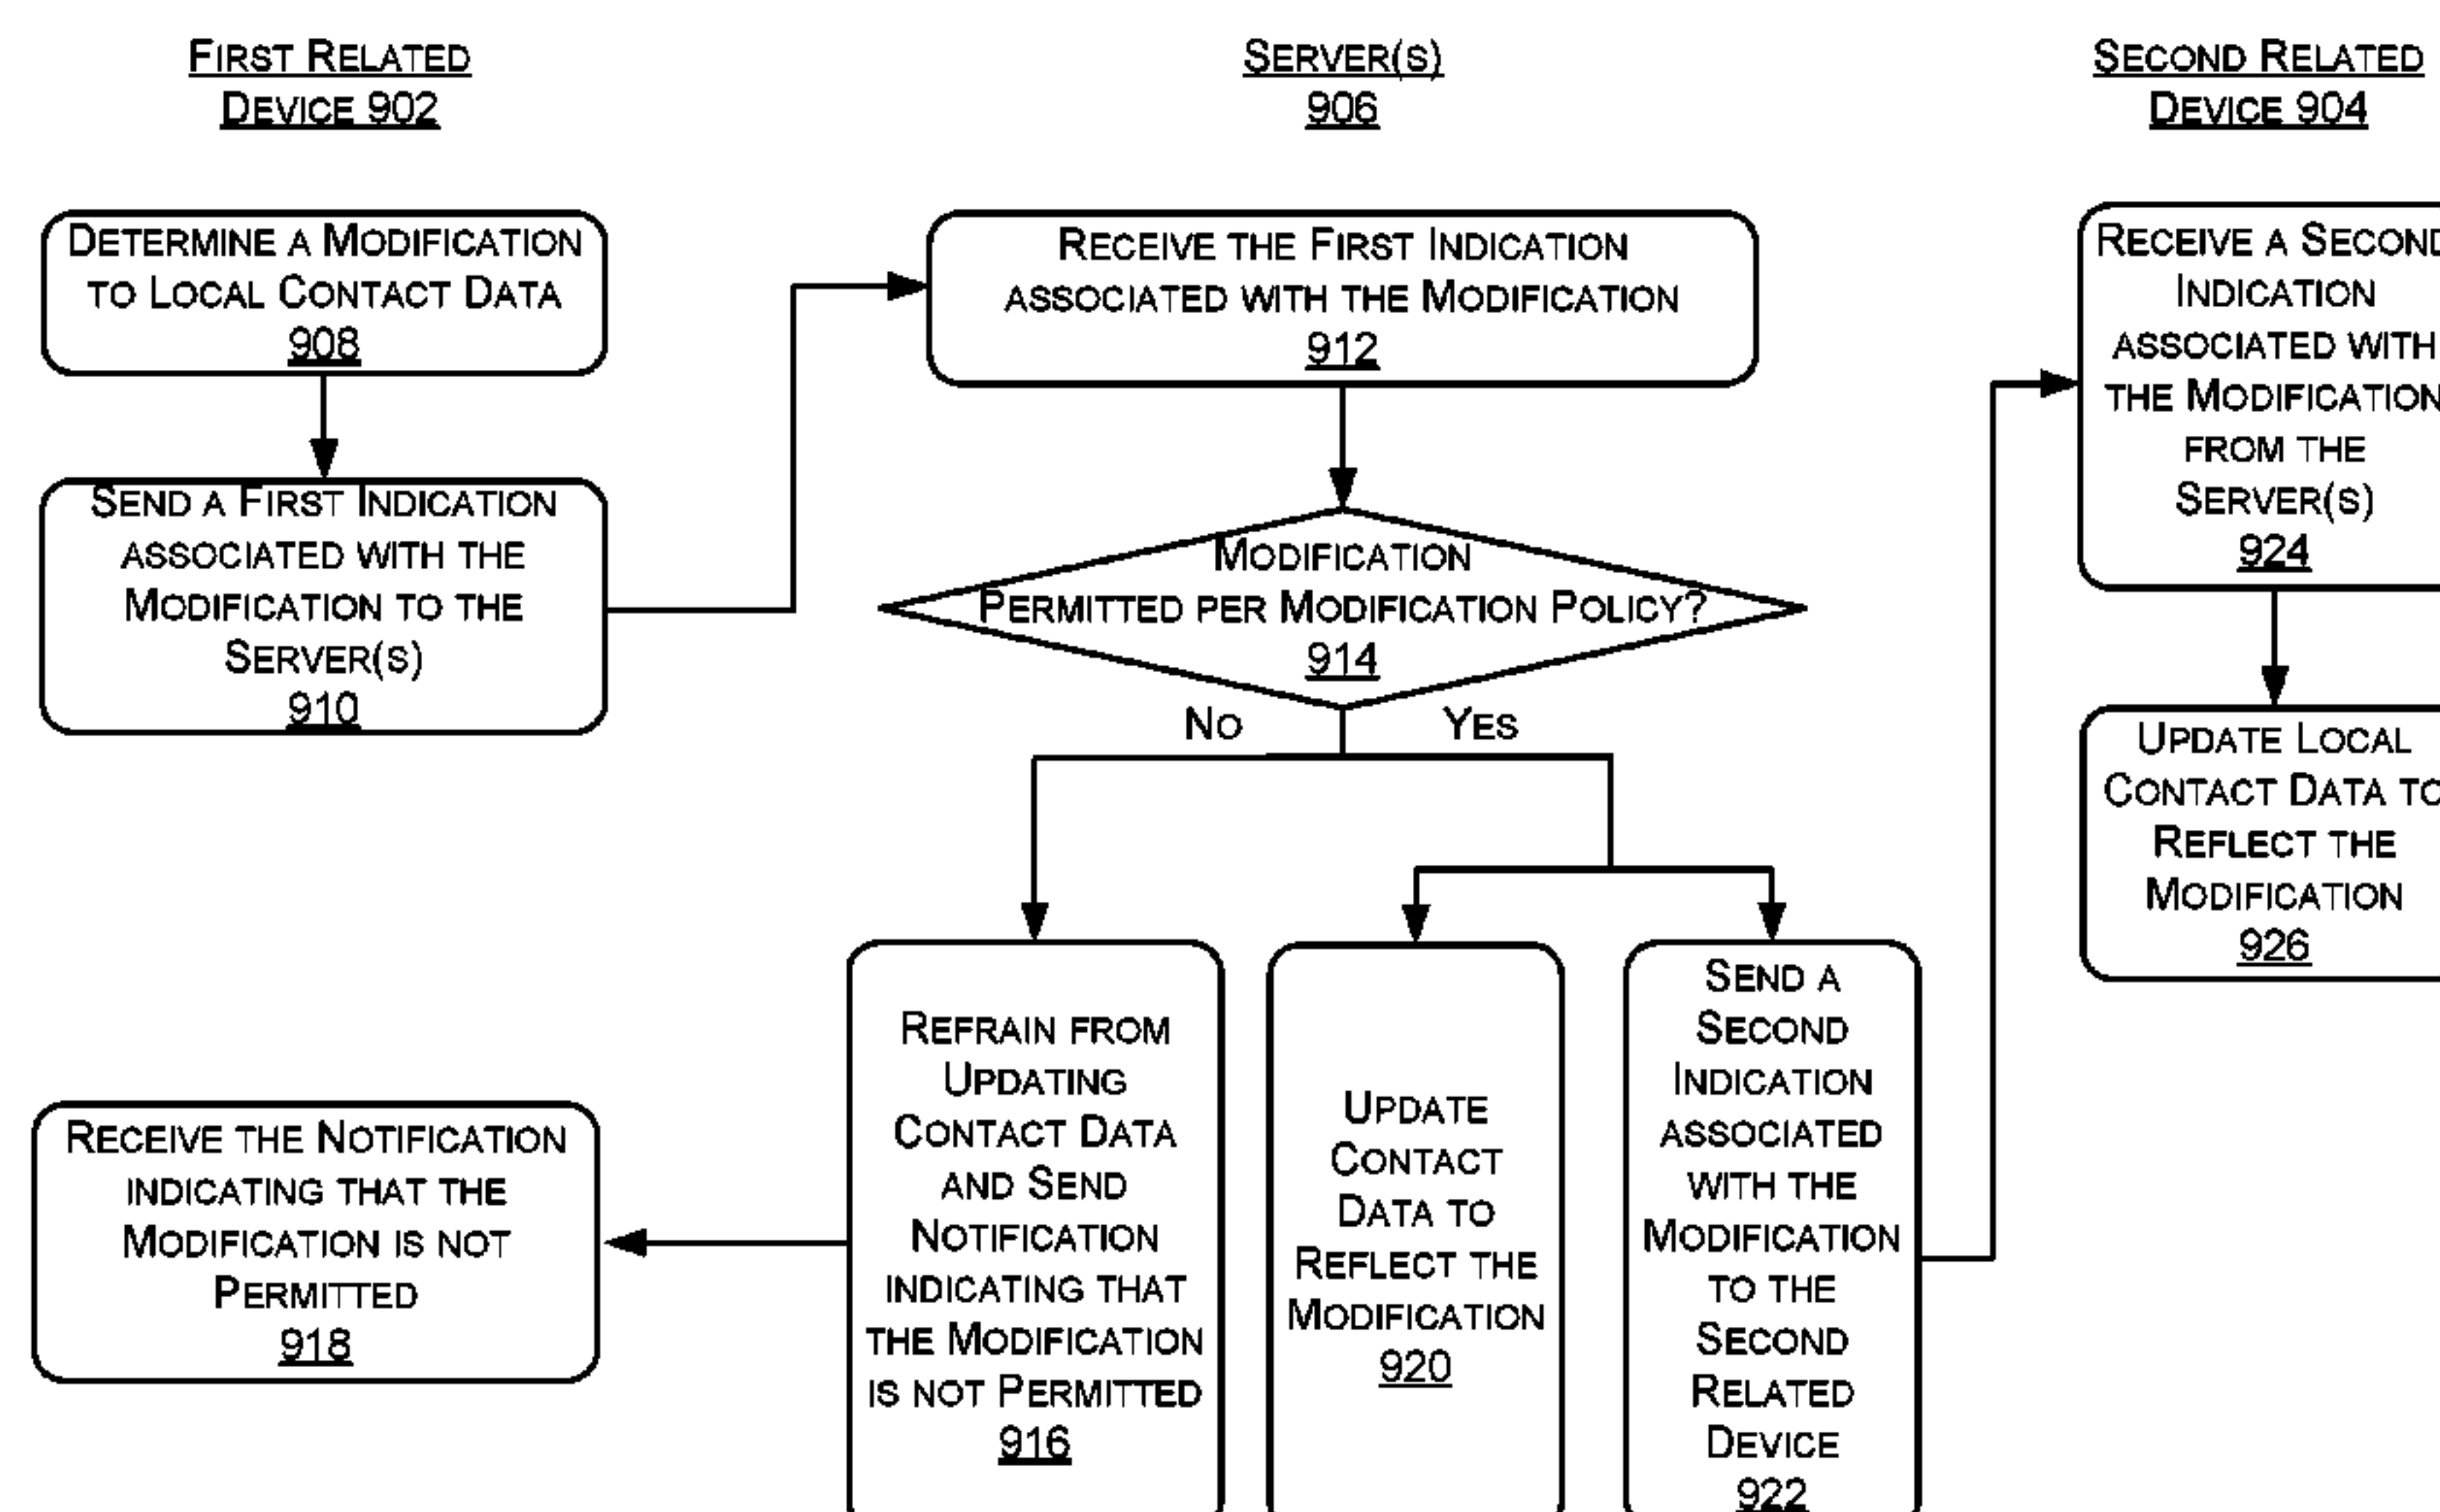 First Related
Device 902
Server(s)
906
Second Related
Device 904
Determine a Modification
to Local Contact Data
908
Send a First Indication
associated with the
Modification to the
Server(s)
910
Receive the First Indication
associated with the Modification
912
Modification
Permitted per Modification Policy?
914
No
Yes
Refrain from
Updating
Contact Data
and Send
Notification
indicating that
the Modification
is not Permitted
916
Receive the Notification
indicating that the
Modification is not
Permitted
918
Update
Contact
Data to
Reflect the
Modification
920
Send a
Second
Indication
associated
with the
Modification
to the
Second
Related
Device
922
Receive a Second
Indication
associated with
the Modification
from the
Server(s)
924
Update Local
Contact Data to
Reflect the
Modification
926